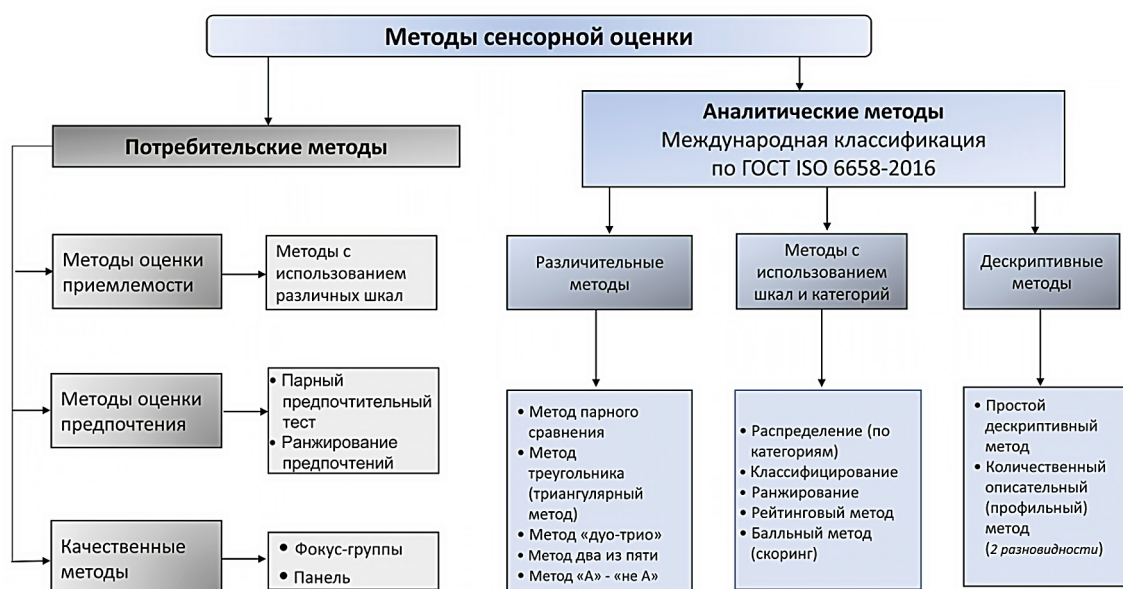 Методы сенсорной оценки
Потребительские методы
Методы оценки
приемлемости
Методы с
использованием
различных шкал
Методы оценки
предпочтения
• Парный
предпочтительный
тест
• Ранжирование
предпочтений
Качественные
методы
• Фокус-группы
• Панель
Аналитические методы
Международная классификация
по ГОСТ ISO 6658-2016
Различительные
методы
• Метод парного
сравнения
• Метод
треугольника
(триангулярный
метод)
• Метод «дуо-трио»
• Метод два из пяти
• Метод «А» - «не А»
Методы с
использованием
шкал и категорий
• Распределение (по
категориям)
• Классифицирование
• Ранжирование
• Рейтинговый метод
• Балльный метод
(скоринг)
Дескриптивные
методы
• Простой
дескриптивный
метод
• Количественный
описательный
(профильный)
метод
(2 разновидности)